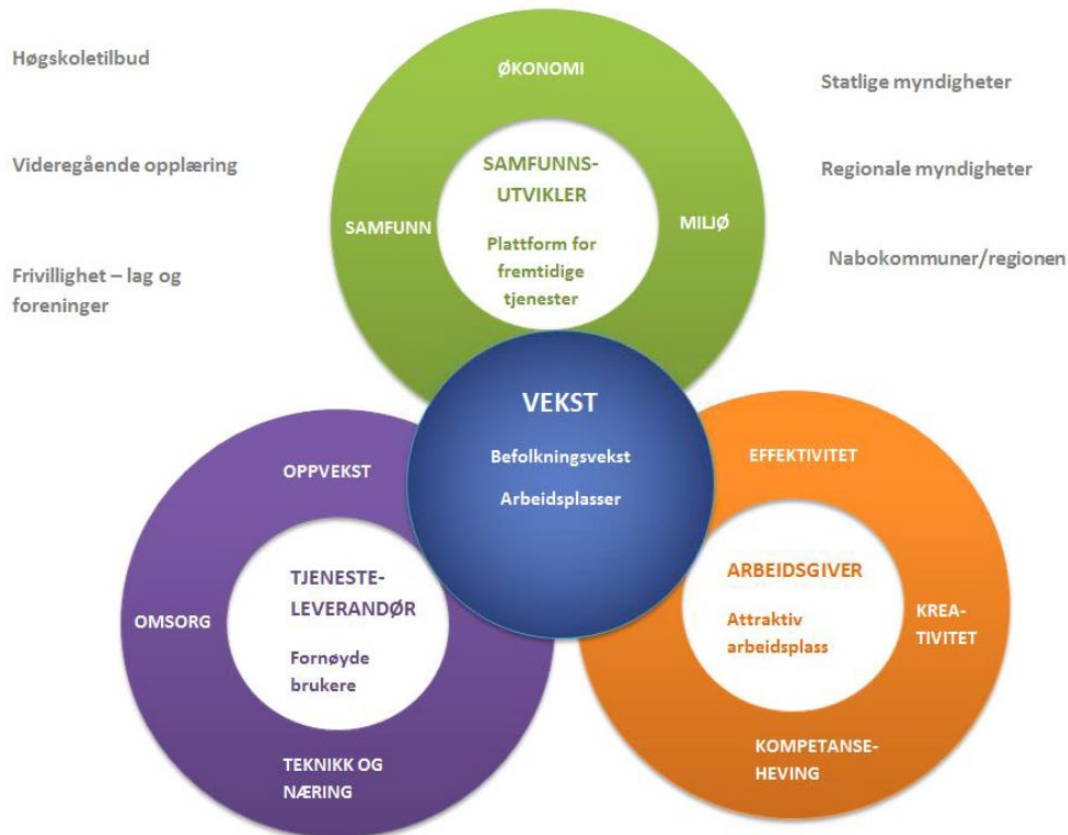 Høgskoletilbud
Videregående opplæring
Frivillighet – lag og
foreninger
Statlige myndigheter
Regionale myndigheter
Nabokommuner/regionen
ØKONOMI
SAMFUNN
MILJØ
SAMFUNNS-
UTVIKLER
Plattform for
fremtidige
tjenester
VEKST
Befolkningsvekst
Arbeidsplasser
OPPVEKST
OMSORG
TJENESTE-
LEVERANDØR
Fornøyde
brukere
TEKNIKK OG
NÆRING
EFFEKTIVITET
ARBEIDSGIVER
Attraktiv
arbeidsplass
KREA-
TIVITET
KOMPETANSE-
HEVING